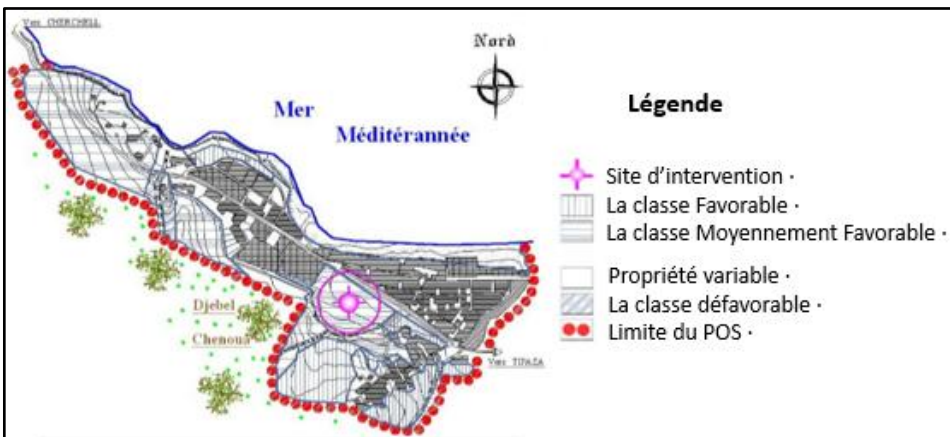 Vers CHERCHELL
Nord
Mer
Méditérannée
Djebel
Chenoua
Vers TIPAZA
Légende
Site d'intervention ·
La classe Favorable ·
La classe Moyennement Favorable ·
Propriété variable ·
La classe défavorable ·
Limite du POS ·